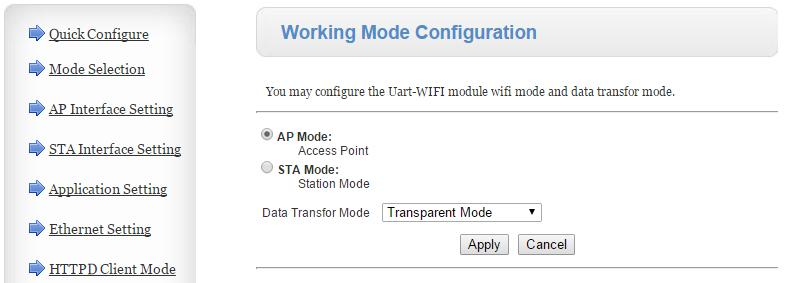 Quick Configure
Mode Selection
AP Interface Setting
STA Interface Setting
Application Setting
Ethernet Setting
HTTPD Client Mode
Working Mode Configuration
You may configure the Uart-WIFI module wifi mode and data transfor mode.
AP Mode:
Access Point
STA Mode:
Station Mode
Data Transfor Mode Transparent Mode
Apply Cancel